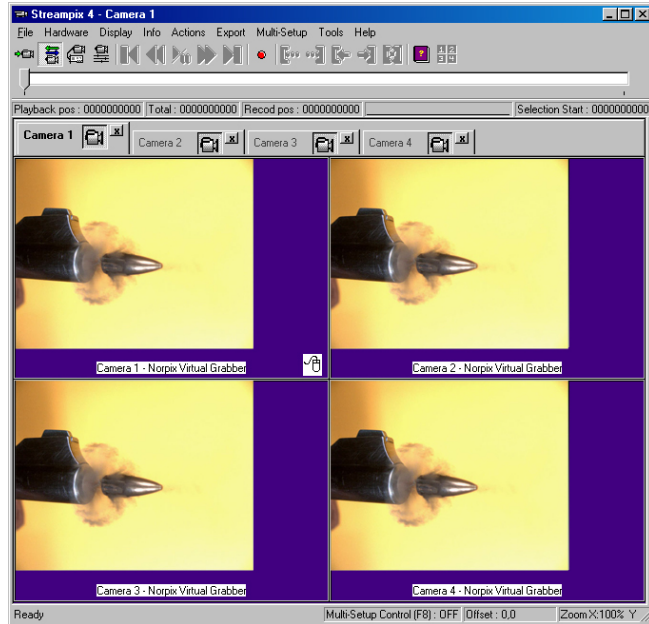 Streampix 4 - Camera 1
File Hardware Display Info Actions Export Multi-Setup Tools Help
Playback pos : 0000000000 Total : 0000000000 Recod pos : 0000000000 Selection Start : 0000000000
Camera 1 x Camera 2 x Camera 3 x Camera 4 x
Camera 1 - Norpix Virtual Grabber Camera 2 - Norpix Virtual Grabber
Camera 3 - Norpix Virtual Grabber Camera 4 - Norpix Virtual Grabber
Ready Multi-Setup Control (F8) : OFF Offset : 0,0 Zoom X:100% Y